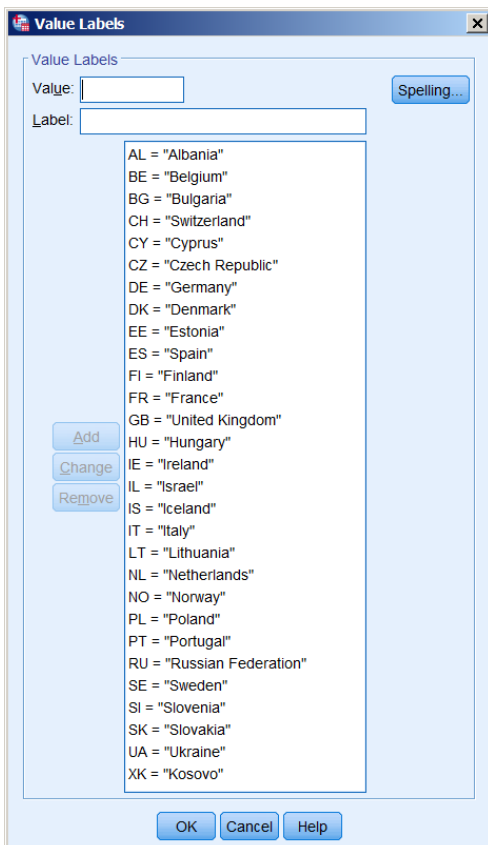 Value Labels
Value Labels
Value:
Spelling...
Label:
AL = "Albania"
BE = "Belgium"
BG = "Bulgaria"
CH = "Switzerland"
CY = "Cyprus"
CZ = "Czech Republic"
DE = "Germany"
DK = "Denmark"
EE = "Estonia"
ES = "Spain"
FI = "Finland"
FR = "France"
GB = "United Kingdom"
HU = "Hungary"
IE = "Ireland"
IL = "Israel"
IS = "Iceland"
IT = "Italy"
LT = "Lithuania"
NL = "Netherlands"
NO = "Norway"
PL = "Poland"
PT = "Portugal"
RU = "Russian Federation"
SE = "Sweden"
SI = "Slovenia"
SK = "Slovakia"
UA = "Ukraine"
XK = "Kosovo"
Add
Change
Remove
OK Cancel Help